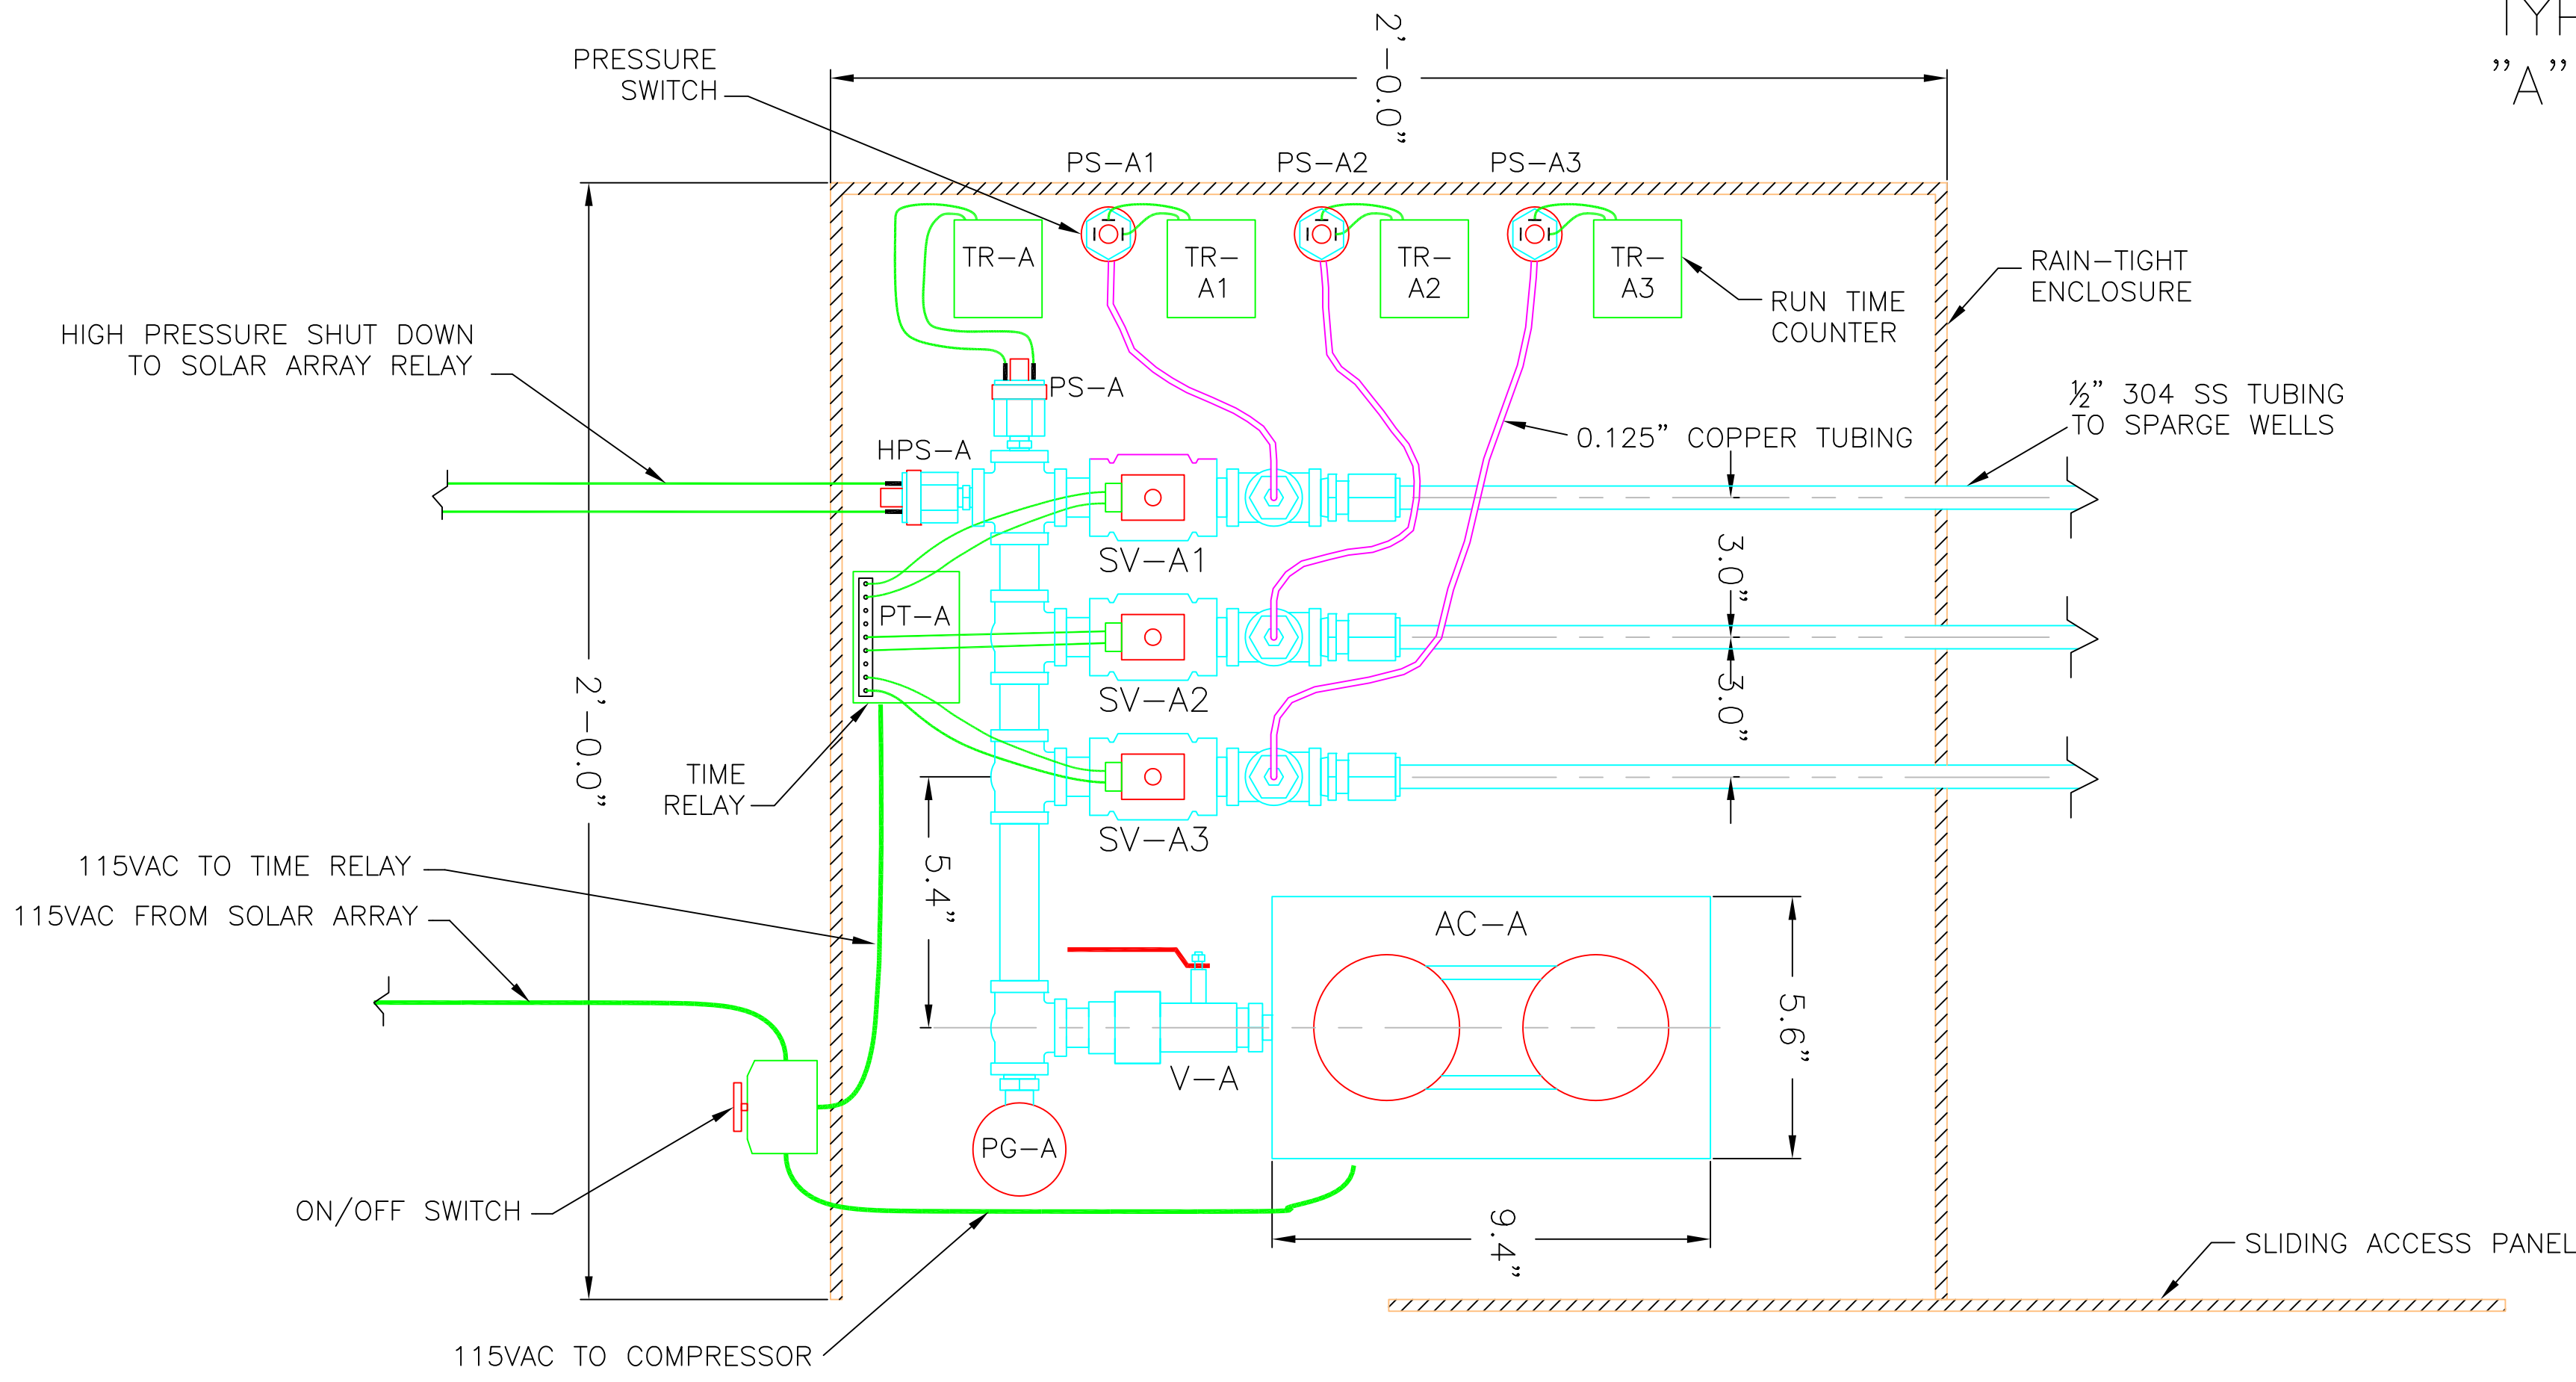 "A"
2'-0.0"
PRESSURE
SWITCH
PS-A1
PS-A2
PS-A3
TR-A
TR-
A1
TR-
A2
TR-
A3
RAIN-TIGHT
ENCLOSURE
RUN TIME
COUNTER
HIGH PRESSURE SHUT DOWN
TO SOLAR ARRAY RELAY
PS-A
½" 304 SS TUBING
TO SPARGE WELLS
HPS-A
0.125" COPPER TUBING
SV-A1
3.0"
PT-A
SV-A2
3.0"
2'-0.0"
TIME
RELAY
SV-A3
115VAC TO TIME RELAY
5.4"
115VAC FROM SOLAR ARRAY
AC-A
5.6"
V-A
PG-A
ON/OFF SWITCH
9.4"
SLIDING ACCESS PANEL
115VAC TO COMPRESSOR